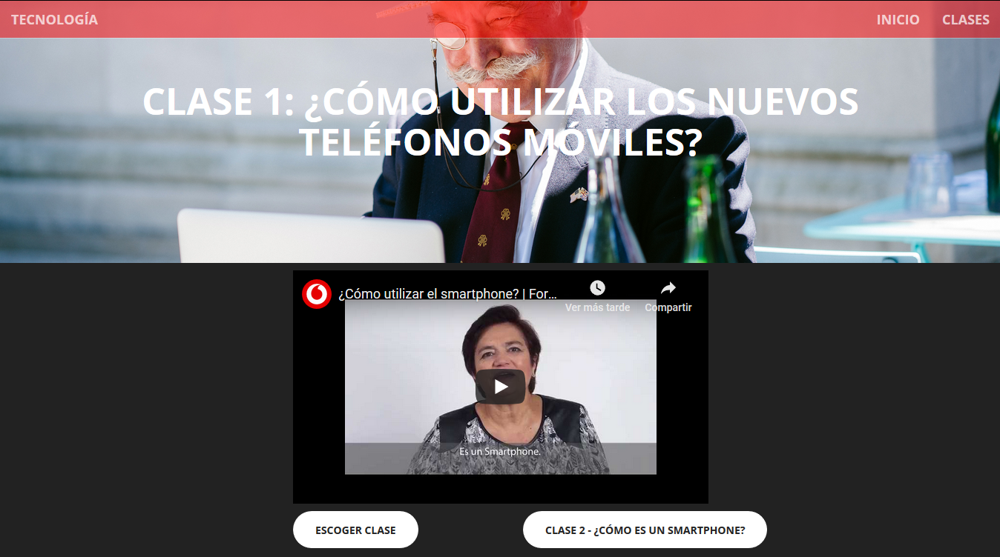 TECNOLOGÍA
INICIO
CLASES
CLASE 1: ¿CÓMO UTILIZAR LOS NUEVOS
TELÉFONOS MÓVILES?
¿Cómo utilizar el smartphone? | For...
Ver más tarde
Compartir
Es un Smartphone.
ESCOGER CLASE
CLASE 2 - ¿CÓMO ES UN SMARTPHONE?